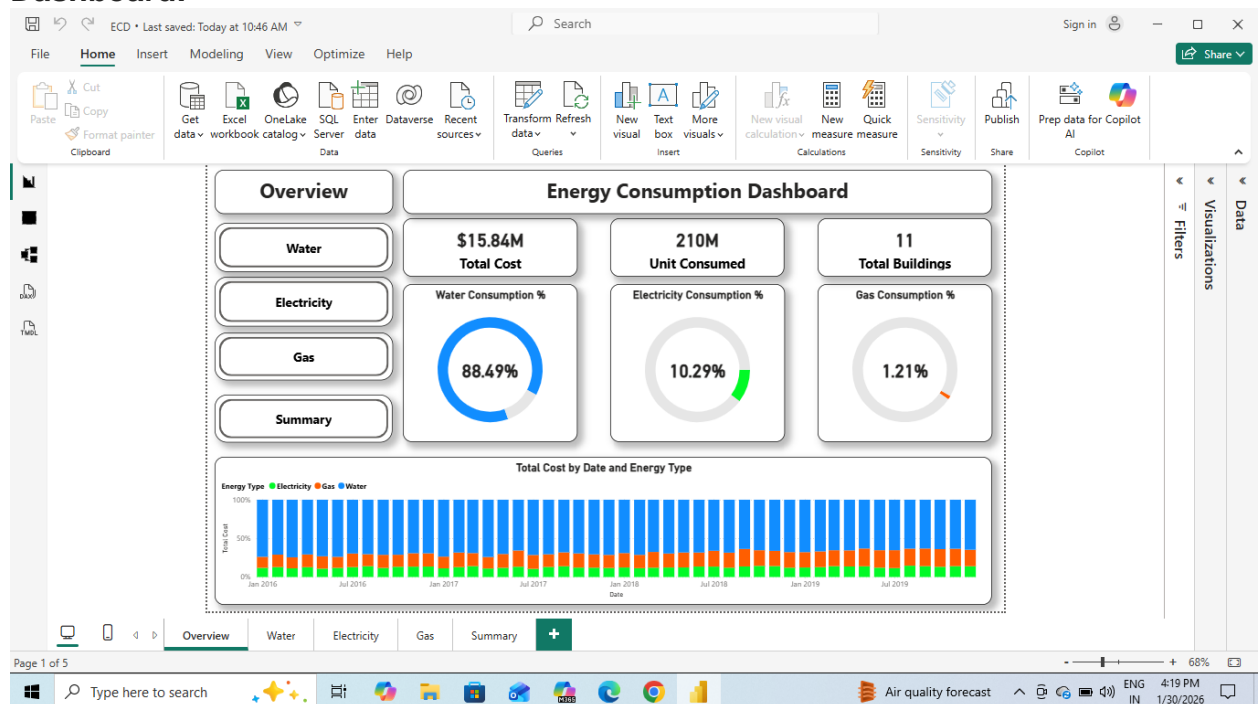 Dashboard:
ECD • Last saved: Today at 10:46 AM
Search
Sign in
File Home Insert Modeling View Optimize Help
Share
Paste
Cut
Copy
Format painter
Clipboard
Get data
Excel workbook
OneLake catalog
SQL Server
Enter data
Dataverse
Recent sources
Data
Transform data
Refresh
Queries
New visual
Text box
More visuals
Insert
New visual calculation
New measure
Quick measure
Calculations
Sensitivity
Sensitivity
Publish
Share
Prep data for AI
Copilot
Copilot
DAX
TMDL
Overview
Energy Consumption Dashboard
Water
Electricity
Gas
Summary
$15.84M
Total Cost
210M
Unit Consumed
11
Total Buildings
Water Consumption %
88.49%
Electricity Consumption %
10.29%
Gas Consumption %
1.21%
Total Cost by Date and Energy Type
Energy Type Electricity Gas Water
Total Cost
100%
50%
0%
Jan 2016 Jul 2016 Jan 2017 Jul 2017 Jan 2018 Jul 2018 Jan 2019 Jul 2019
Date
Filters
Visualizations
Data
Overview Water Electricity Gas Summary +
Page 1 of 5
- + 68%
Type here to search
M365
Air quality forecast
ENG
IN
4:19 PM
1/30/2026